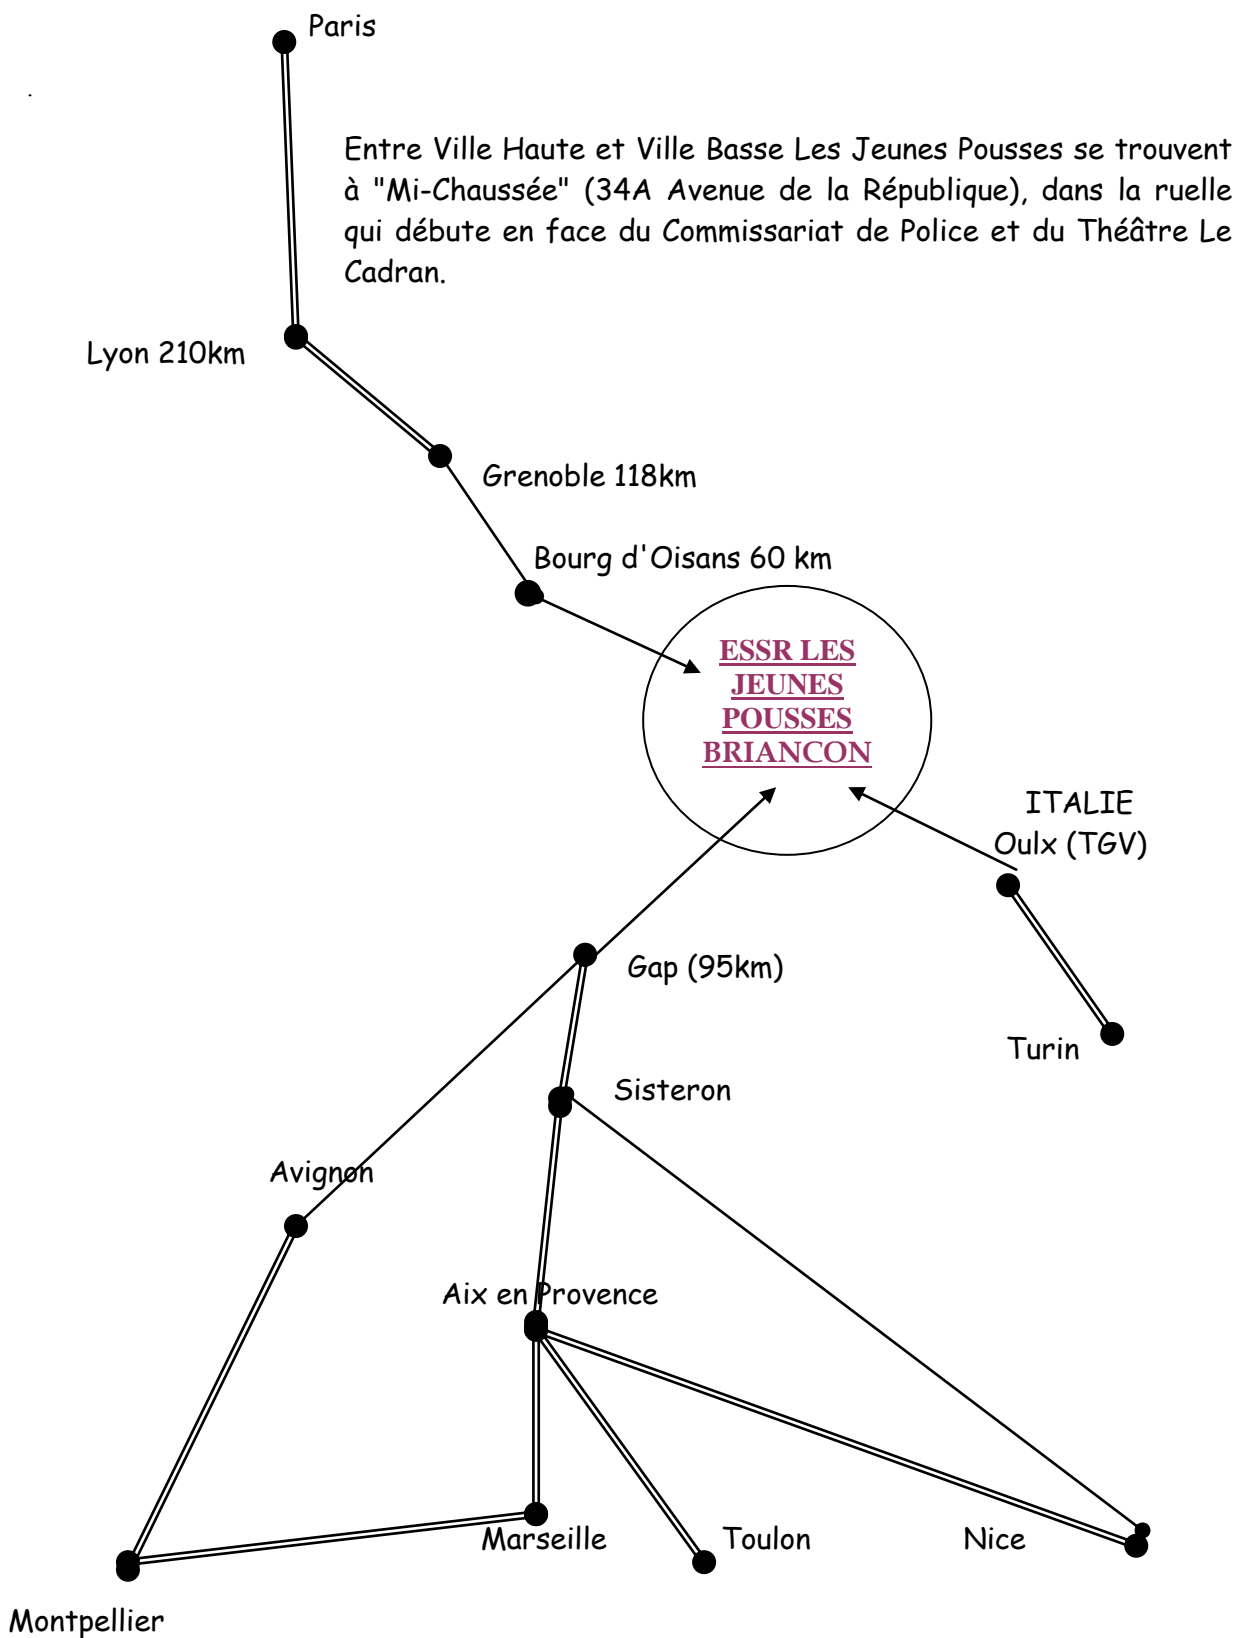 Paris
Entre Ville Haute et Ville Basse Les Jeunes Pousses se trouvent
à "Mi-Chaussée" (34A Avenue de la République), dans la ruelle
qui débute en face du Commissariat de Police et du Théâtre Le
Cadran.
Lyon 210km
Grenoble 118km
Bourg d'Oisans 60 km
ESSR LES
JEUNES
POUSSES
BRIANCON
ITALIE
Oulx (TGV)
Gap (95km)
Turin
Sisteron
Avignon
Aix en Provence
Marseille
Toulon
Nice
Montpellier